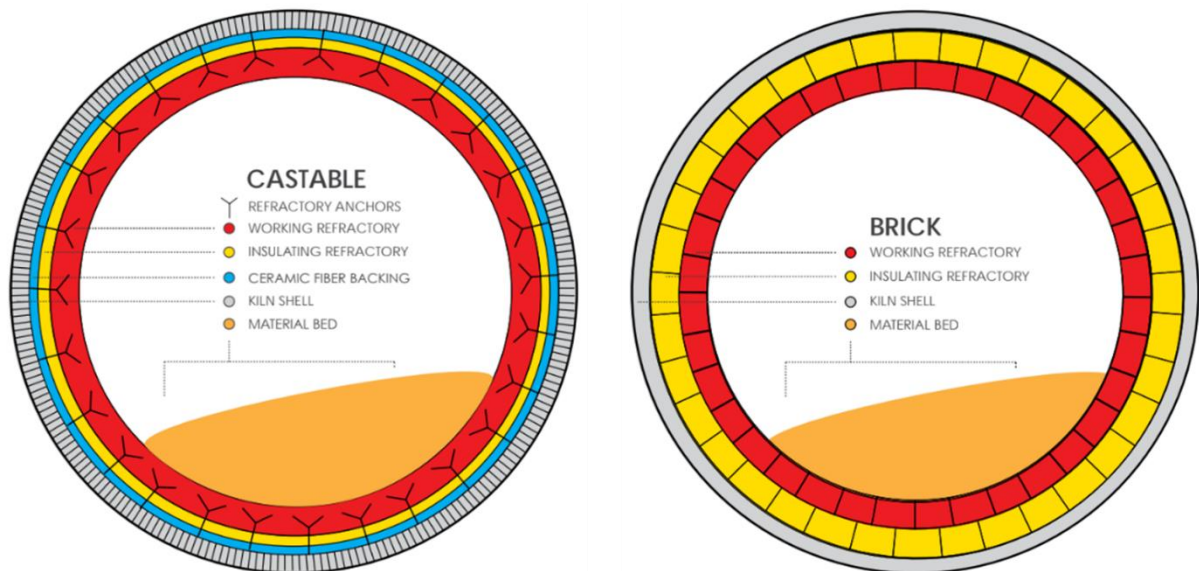 CASTABLE
REFRACTORY ANCHORS
WORKING REFRACTORY
INSULATING REFRACTORY
CERAMIC FIBER BACKING
KILN SHELL
MATERIAL BED
BRICK
WORKING REFRACTORY
INSULATING REFRACTORY
KILN SHELL
MATERIAL BED